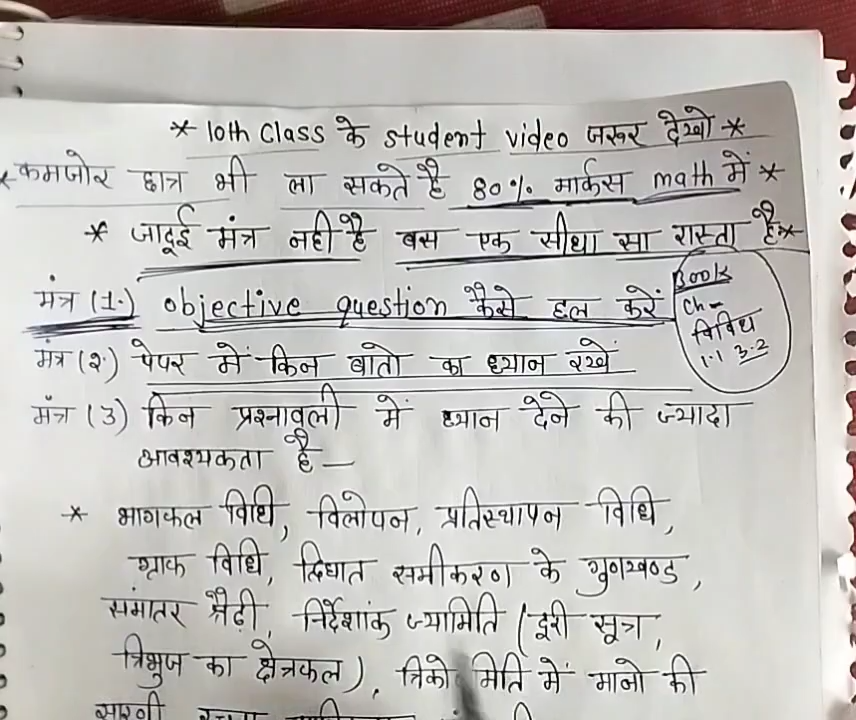 * 10th Class के student video जरूर देखो *
* कमजोर छात्र भी ला सकते है 80% मार्कस math में *
* जादूई मंत्र नही है बस एक सीधा सा रास्ता है *
मंत्र (1.) objective question कैसे हल करें
Book
Ch-
विविध
1.1 3.2
मंत्र (2.) पेपर में किन बातो का ध्यान रखें
मंत्र (3) किन प्रश्नावली में ध्यान देने की ज्यादा
आवश्यकता है —
* भागफल विधि, विलोपन, प्रतिस्थापन विधि,
ग्राफ विधि, द्विघात समीकरण के गुणखण्ड,
समांतर श्रेढ़ी, निर्देशांक ज्यामिति (दूरी सूत्र,
त्रिभुज का क्षेत्रफल), त्रिको मिति में मानो की
सारणी